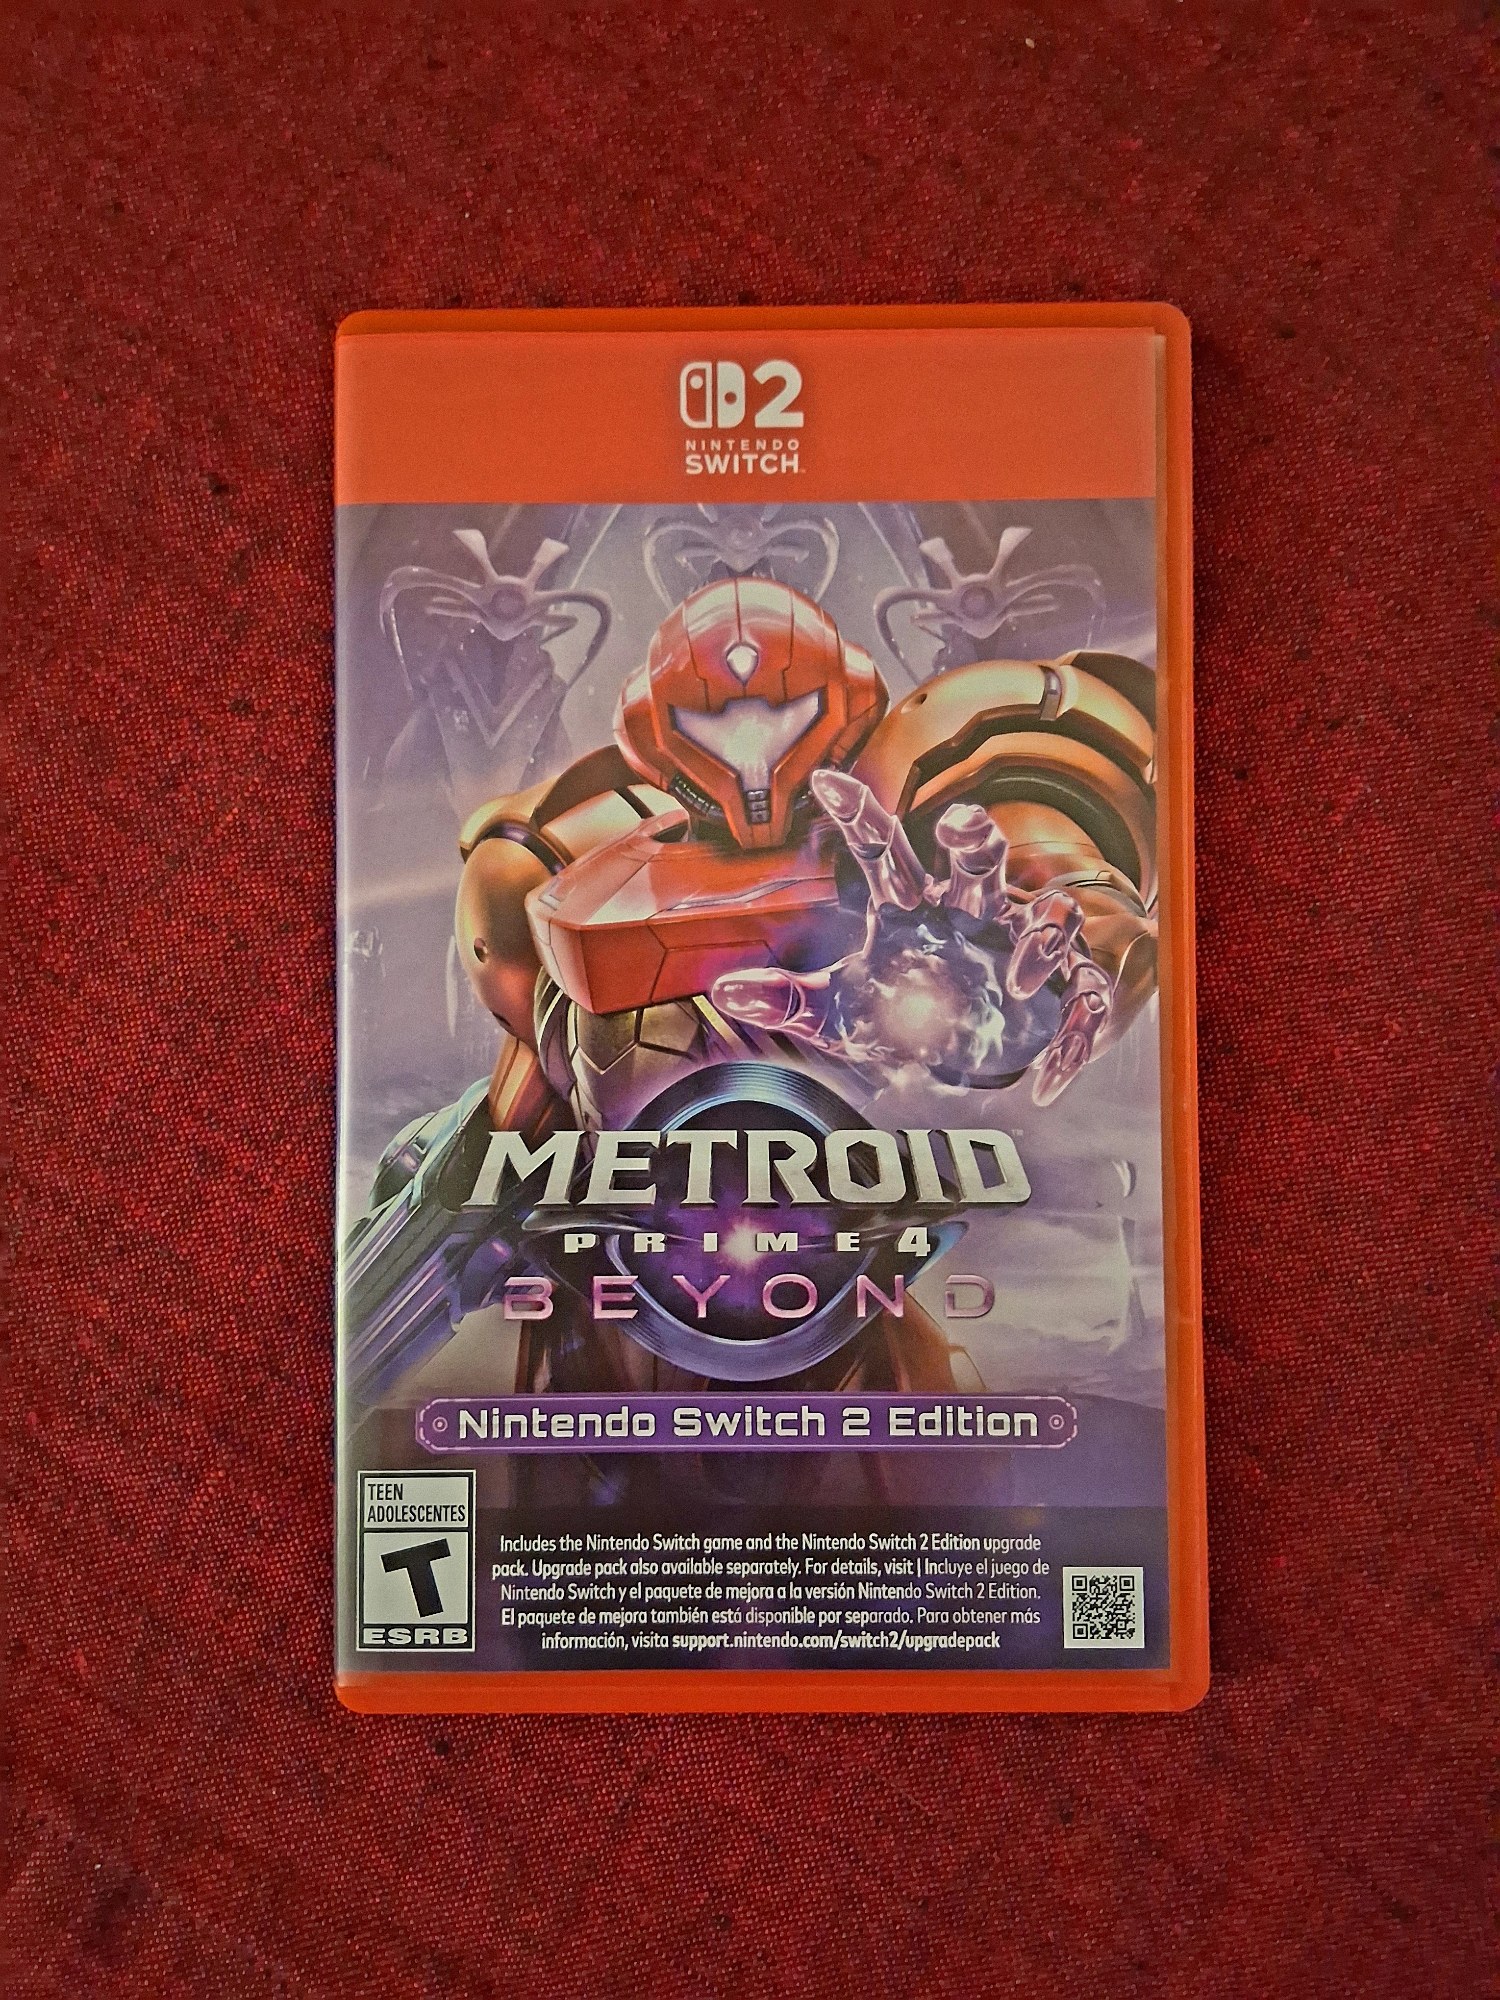 2
NINTENDO
SWITCH™
METROID™
PRIME 4
BEYOND
Nintendo Switch 2 Edition
TEEN
ADOLESCENTES
T
ESRB
Includes the Nintendo Switch game and the Nintendo Switch 2 Edition upgrade
pack. Upgrade pack also available separately. For details, visit | Incluye el juego de
Nintendo Switch y el paquete de mejora a la versión Nintendo Switch 2 Edition.
El paquete de mejora también está disponible por separado. Para obtener más
información, visita support.nintendo.com/switch2/upgradepack